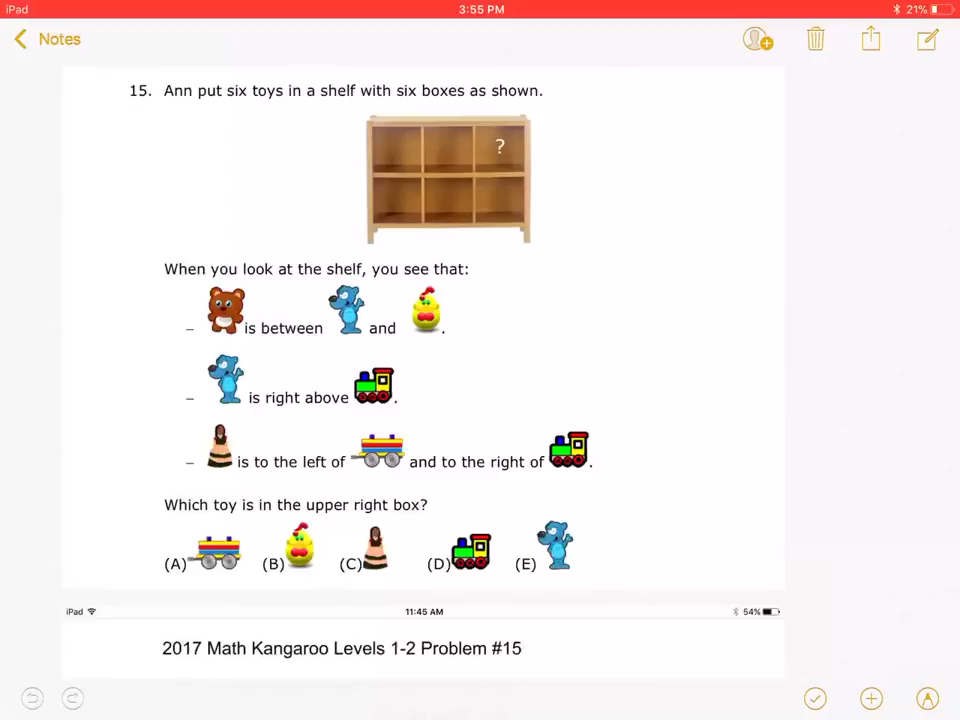 iPad 3:55 PM 21%
Notes
15. Ann put six toys in a shelf with six boxes as shown.
?
When you look at the shelf, you see that:
– is between and .
– is right above .
– is to the left of and to the right of .
Which toy is in the upper right box?
(A) (B) (C) (D) (E)
iPad 11:45 AM 54%
2017 Math Kangaroo Levels 1-2 Problem #15